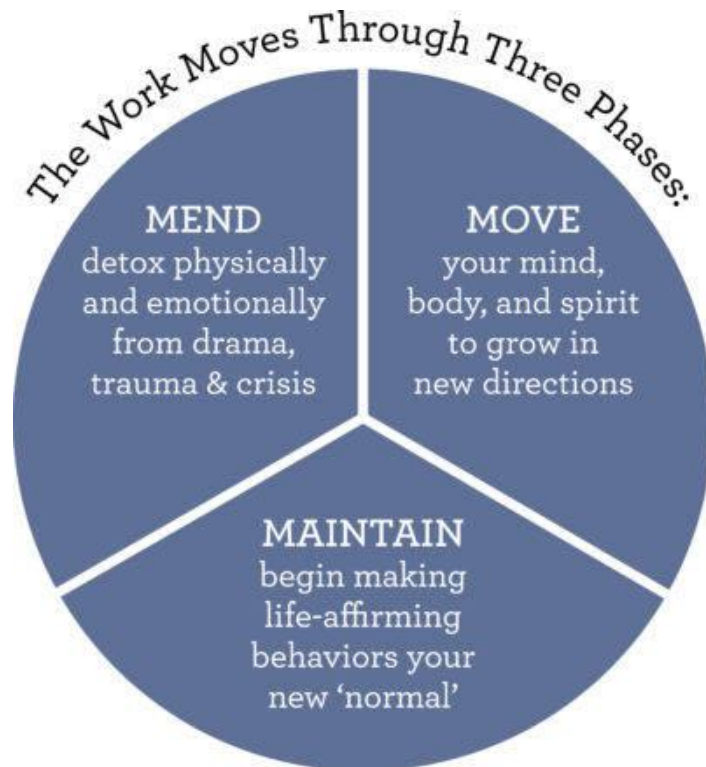 The Work Moves Through Three Phases:
MEND
detox physically
and emotionally
from drama,
trauma & crisis
MOVE
your mind,
body, and spirit
to grow in
new directions
MAINTAIN
begin making
life-affirming
behaviors your
new ‘normal’